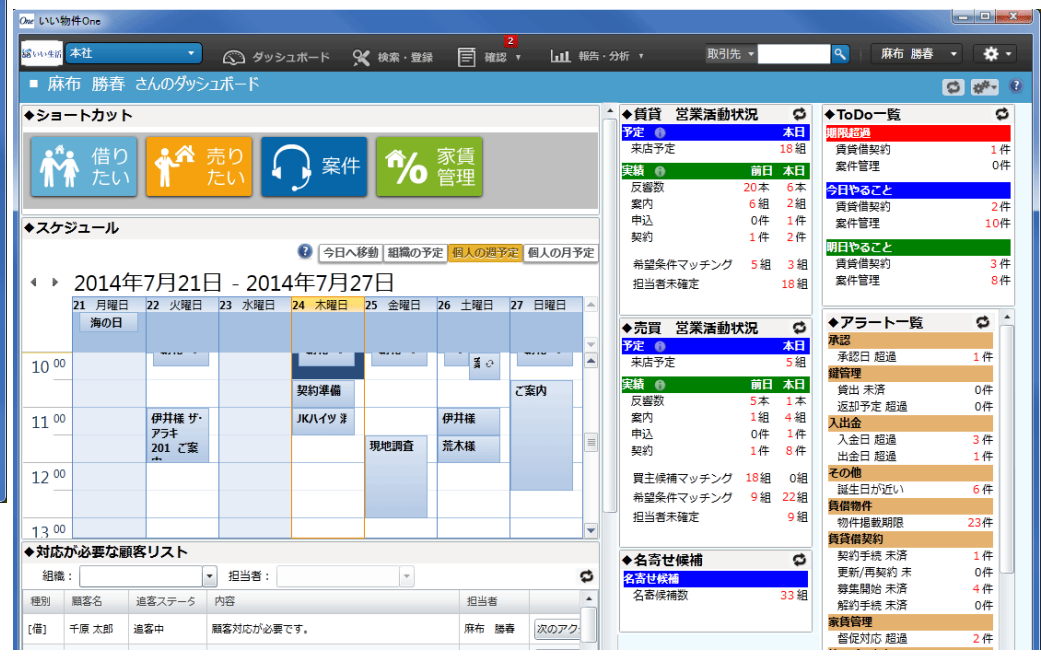 One いい物件One
いい生活 本社 ダッシュボード 検索・登録 確認 2 報告・分析 取引先 麻布 勝春
麻布 勝春 さんのダッシュボード
◆ショートカット
借りたい 売りたい 案件 家賃管理
◆スケジュール
今日へ移動 組織の予定 個人の週予定 個人の月予定
2014年7月21日 - 2014年7月27日
21 月曜日 22 火曜日 23 水曜日 24 木曜日 25 金曜日 26 土曜日 27 日曜日
海の日
10 00
契約準備 ご案内
11 00
伊井様 ザ・アラキ 201 ご案 JKハイツ 伊井様
現地調査 荒木様
12 00
13 00
◆対応が必要な顧客リスト
組織： 担当者：
種別 顧客名 追客ステータ 内容 担当者
[借] 千原 太郎 追客中 顧客対応が必要です。 麻布 勝春 次のアク
◆賃貸 営業活動状況
予定 本日
来店予定 18組
実績 前日 本日
反響数 20本 6本
案内 6組 2組
申込 0件 1件
契約 1件 2件
希望条件マッチング 5組 3組
担当者未確定 18組
◆売買 営業活動状況
予定 本日
来店予定 5組
実績 前日 本日
反響数 5本 1本
案内 1組 4組
申込 0件 1件
契約 1件 8件
買主候補マッチング 18組 0組
希望条件マッチング 9組 22組
担当者未確定 9組
◆名寄せ候補
名寄せ候補
名寄候補数 33組
◆ToDo一覧
期限超過
賃貸借契約 1件
案件管理 0件
今日やること
賃貸借契約 2件
案件管理 10件
明日やること
賃貸借契約 3件
案件管理 8件
◆アラート一覧
承認
承認日 超過 1件
鍵管理
貸出 未済 0件
返却予定 超過 0件
入出金
入金日 超過 3件
出金日 超過 1件
その他
誕生日が近い 6件
賃借物件
物件掲載期限 23件
賃貸借契約
契約手続 未済 1件
更新/再契約 未 0件
募集開始 未済 4件
解約手続 未済 0件
家賃管理
督促対応 超過 2件